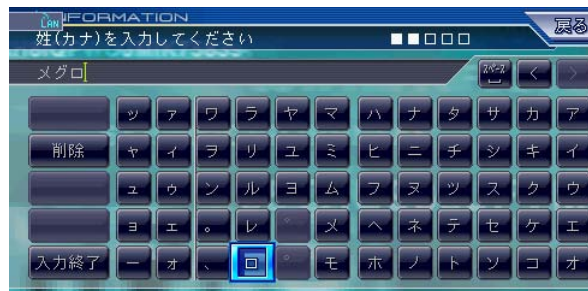 LAN INFORMATION
戻る
姓(カナ)を入力してください
メグロ
スペース < >
ッ ァ ワ ラ ヤ マ ハ ナ タ サ カ ア
削除 ャ ィ ヲ リ ユ ミ ヒ ニ チ シ キ イ
ュ ゥ ン ル ヨ ム フ ヌ ツ ス ク ウ
ョ ェ 。 レ ゛ メ ヘ ネ テ セ ケ エ
入力終了 ー ォ 、 ロ ゜ モ ホ ノ ト ソ コ オ